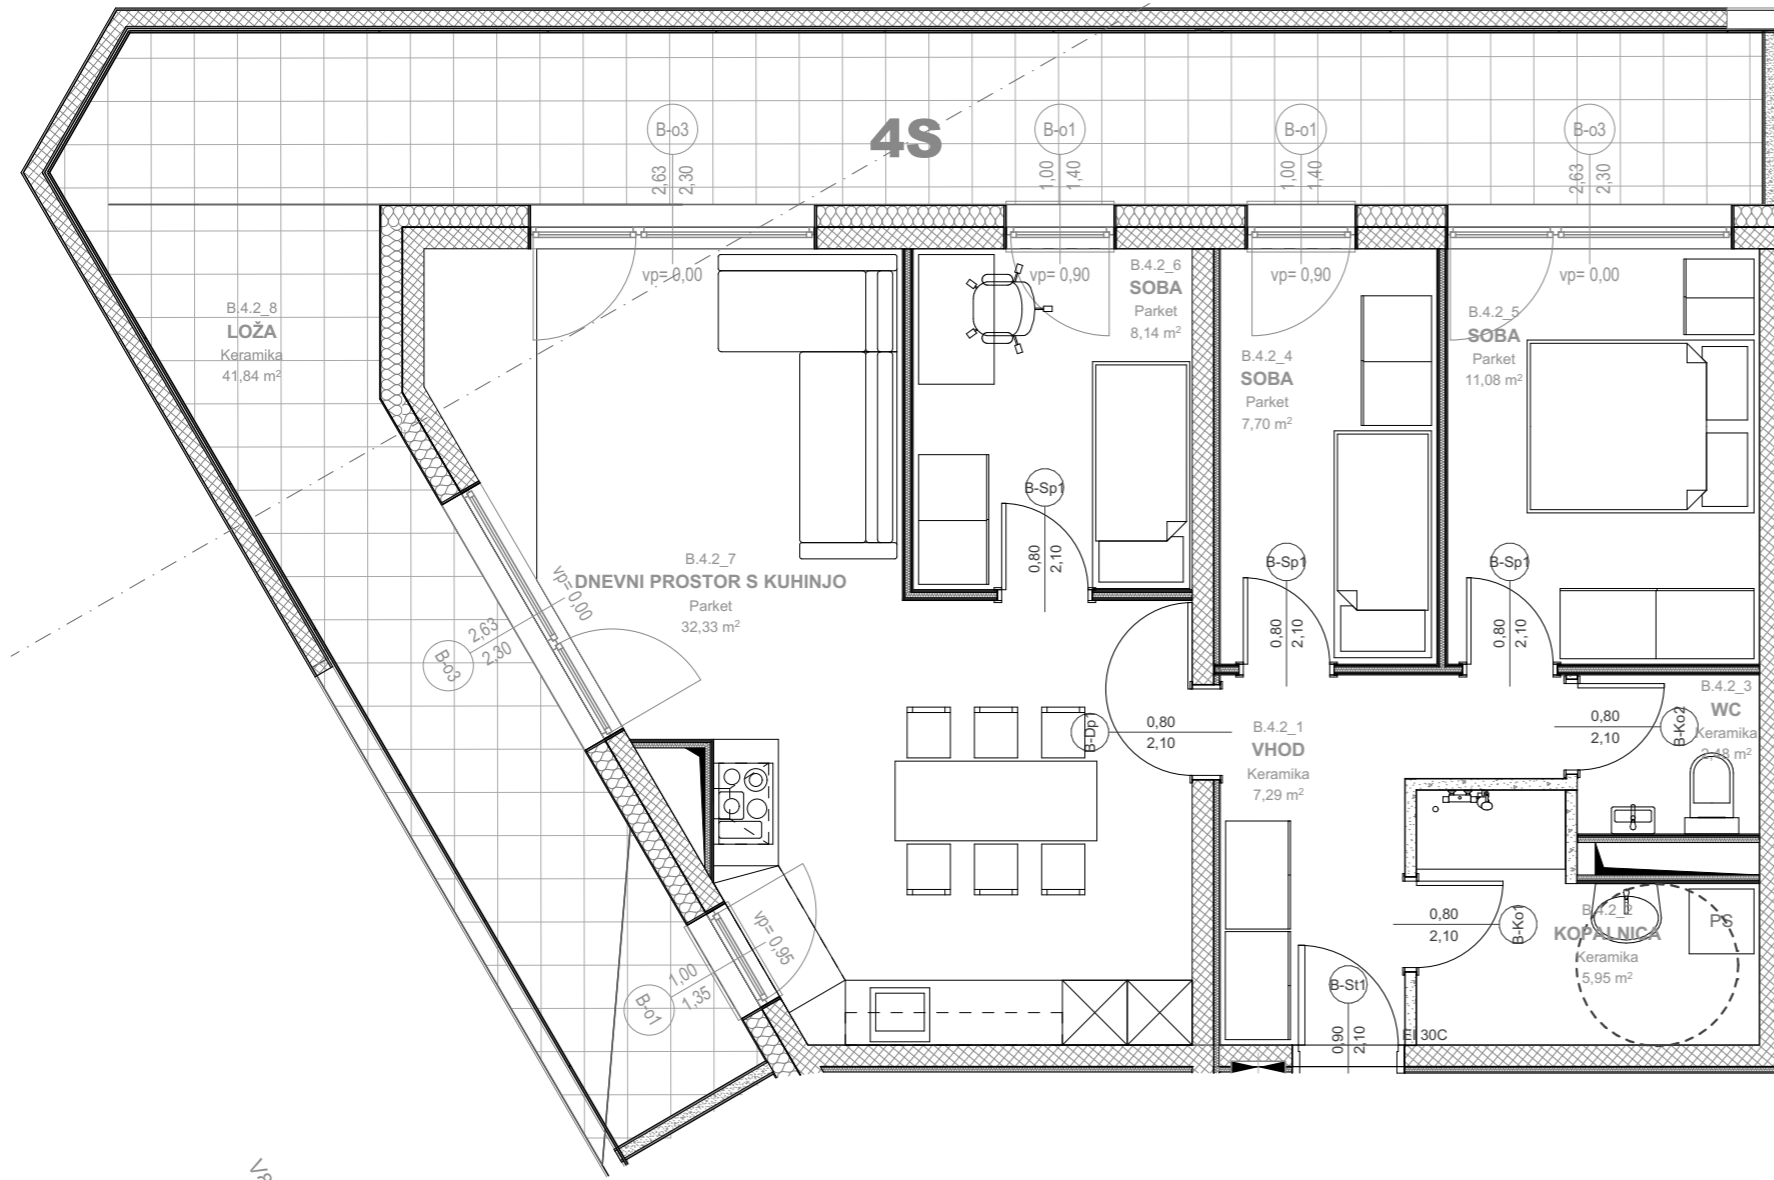 4S
B-o3
2,63
2,30
vp= 0,00
B-o1
1,00
1,40
vp= 0,90
B-o1
1,00
1,40
vp= 0,90
B-o3
2,63
2,30
vp= 0,00
B.4.2_8
LOŽA
Keramika
41,84 m²
B.4.2_6
SOBA
Parket
8,14 m²
B.4.2_4
SOBA
Parket
7,70 m²
B.4.2_5
SOBA
Parket
11,08 m²
B-Sp1
0,80
2,10
B-Sp1
0,80
2,10
B-Sp1
0,80
2,10
B.4.2_7
DNEVNI PROSTOR S KUHINJO
Parket
32,33 m²
B-o3
2,63
2,30
vp= 0,00
B-Dp1
0,80
2,10
B.4.2_1
VHOD
Keramika
7,29 m²
0,80
2,10
B-Ko2
B.4.2_3
WC
Keramika
2,48 m²
0,80
2,10
B-Ko1
B.4.2_2
KOPALNICA
Keramika
5,95 m²
PS
B-o1
1,00
1,35
vp= 0,95
B-St1
0,90
2,10
EI 30C